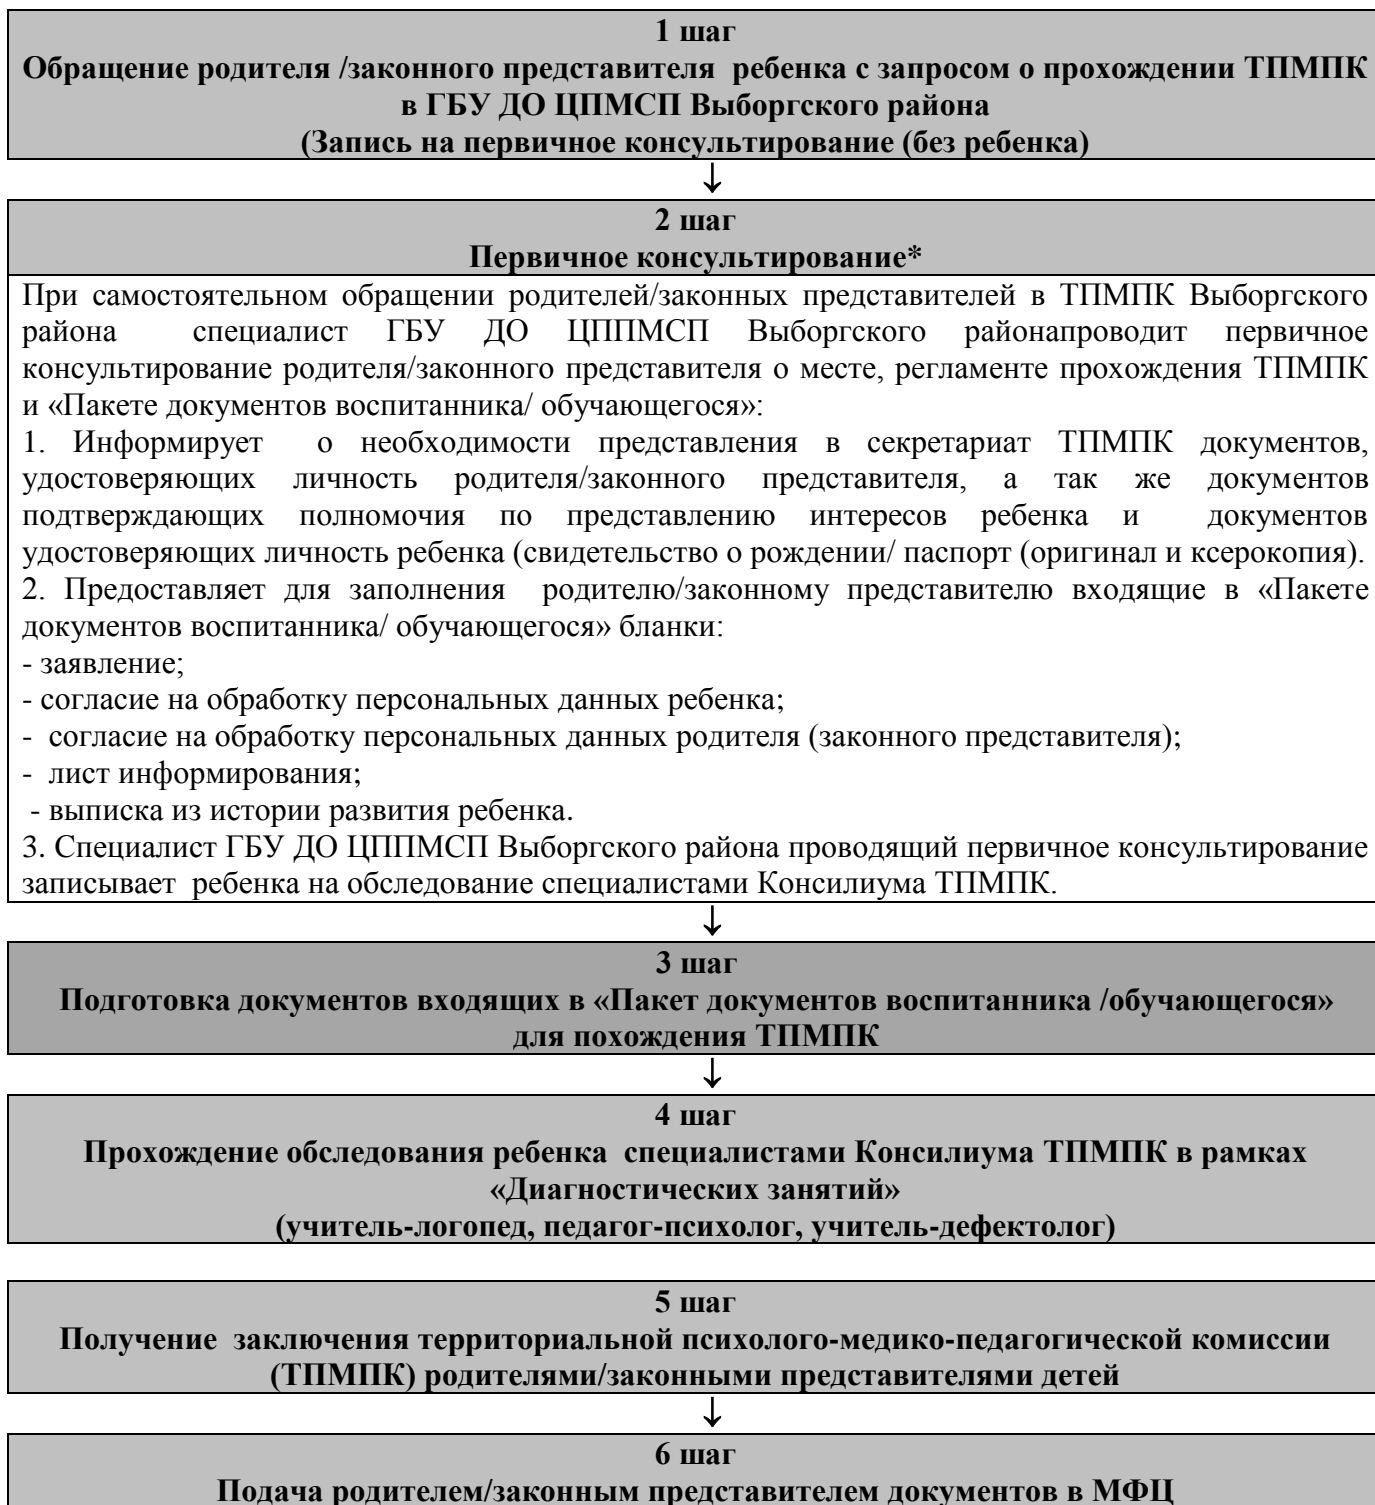 1 шаг
Обращение родителя /законного представителя ребенка с запросом о прохождении ТПМПК
в ГБУ ДО ЦПМСП Выборгского района
(Запись на первичное консультирование (без ребенка)
↓
2 шаг
Первичное консультирование*
При самостоятельном обращении родителей/законных представителей в ТПМПК Выборгского
района специалист ГБУ ДО ЦППМСП Выборгского районапроводит первичное
консультирование родителя/законного представителя о месте, регламенте прохождения ТПМПК
и «Пакете документов воспитанника/ обучающегося»:
1. Информирует о необходимости представления в секретариат ТПМПК документов,
удостоверяющих личность родителя/законного представителя, а так же документов
подтверждающих полномочия по представлению интересов ребенка и документов
удостоверяющих личность ребенка (свидетельство о рождении/ паспорт (оригинал и ксерокопия).
2. Предоставляет для заполнения родителю/законному представителю входящие в «Пакете
документов воспитанника/ обучающегося» бланки:
- заявление;
- согласие на обработку персональных данных ребенка;
- согласие на обработку персональных данных родителя (законного представителя);
- лист информирования;
- выписка из истории развития ребенка.
3. Специалист ГБУ ДО ЦППМСП Выборгского района проводящий первичное консультирование
записывает ребенка на обследование специалистами Консилиума ТПМПК.
↓
3 шаг
Подготовка документов входящих в «Пакет документов воспитанника /обучающегося»
для похождения ТПМПК
↓
4 шаг
Прохождение обследования ребенка специалистами Консилиума ТПМПК в рамках
«Диагностических занятий»
(учитель-логопед, педагог-психолог, учитель-дефектолог)
5 шаг
Получение заключения территориальной психолого-медико-педагогической комиссии
(ТПМПК) родителями/законными представителями детей
↓
6 шаг
Подача родителем/законным представителем документов в МФЦ